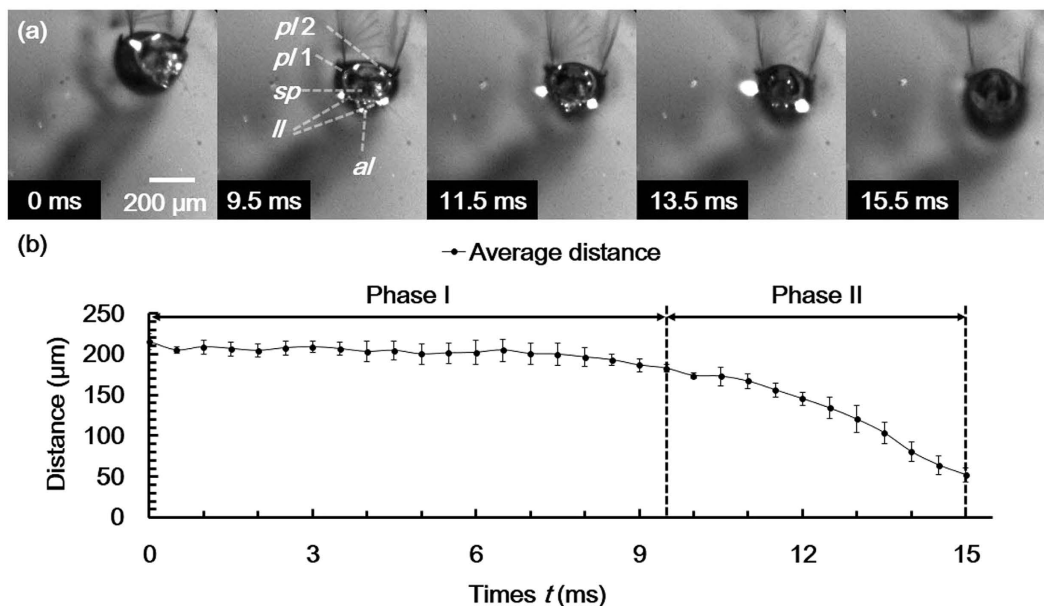 (a)
pl 2
pl 1
sp
ll
al
0 ms
200 µm
9.5 ms
11.5 ms
13.5 ms
15.5 ms
(b)
Average distance
Phase I
Phase II
250
200
150
100
50
0
Distance (µm)
0
3
6
9
12
15
Times t (ms)